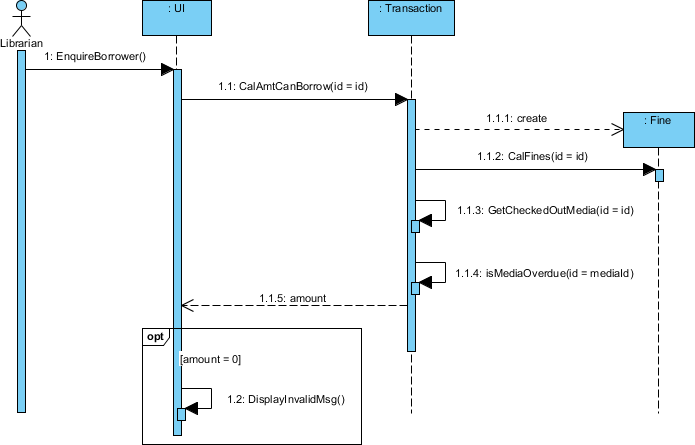 : UI
: Transaction
Librarian
1: EnquireBorrower()
1.1: CalAmtCanBorrow(id = id)
1.1.1: create
: Fine
1.1.2: CalFines(id = id)
1.1.3: GetCheckedOutMedia(id = id)
1.1.4: isMediaOverdue(id = mediaId)
1.1.5: amount
opt
[amount = 0]
1.2: DisplayInvalidMsg()